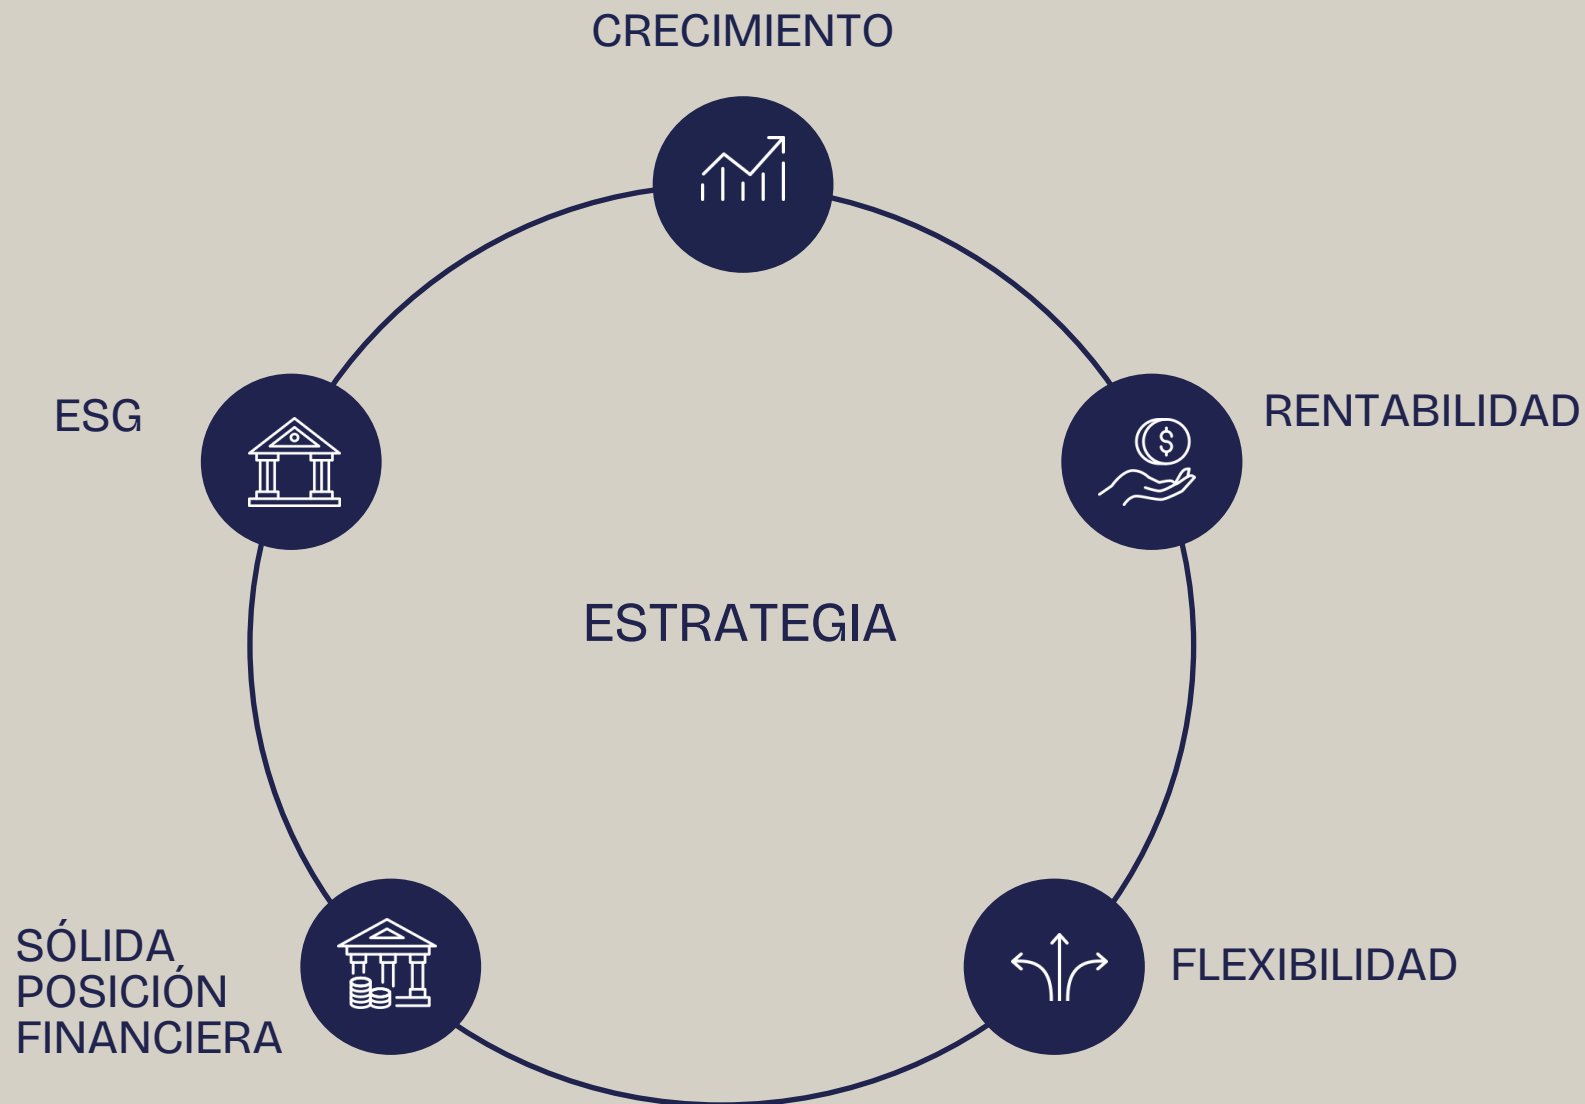 CRECIMIENTO
ESG
RENTABILIDAD
$
ESTRATEGIA
SÓLIDA
POSICIÓN
FINANCIERA
FLEXIBILIDAD